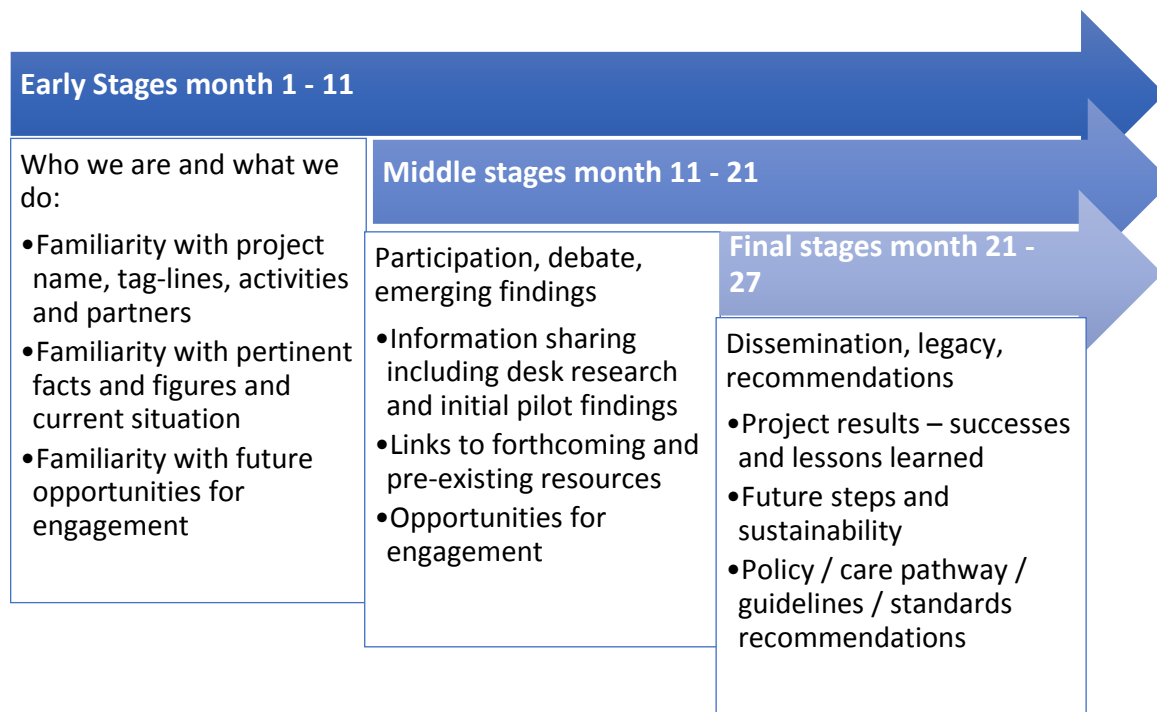 Early Stages month 1 - 11
Who we are and what we
do:
•Familiarity with project
name, tag-lines, activities
and partners
•Familiarity with pertinent
facts and figures and
current situation
•Familiarity with future
opportunities for
engagement
Middle stages month 11 - 21
Participation, debate,
emerging findings
•Information sharing
including desk research
and initial pilot findings
•Links to forthcoming and
pre-existing resources
•Opportunities for
engagement
Final stages month 21 -
27
Dissemination, legacy,
recommendations
•Project results – successes
and lessons learned
•Future steps and
sustainability
•Policy / care pathway /
guidelines / standards
recommendations